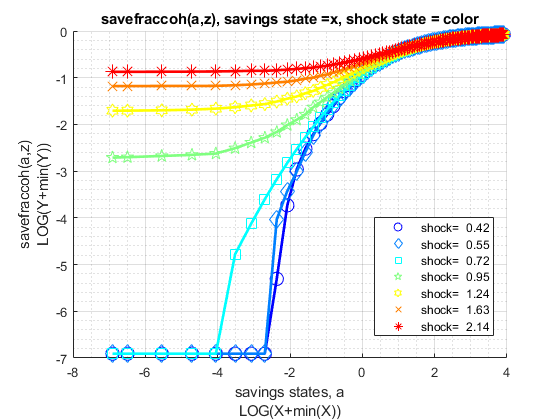 savefraccoh(a,z), savings state =x, shock state = color
0
-1
-2
-3
-4
-5
-6
-7
savefraccoh(a,z)
LOG(Y+min(Y))
shock= 0.42
shock= 0.55
shock= 0.72
shock= 0.95
shock= 1.24
shock= 1.63
shock= 2.14
-8 -6 -4 -2 0 2 4
savings states, a
LOG(X+min(X))